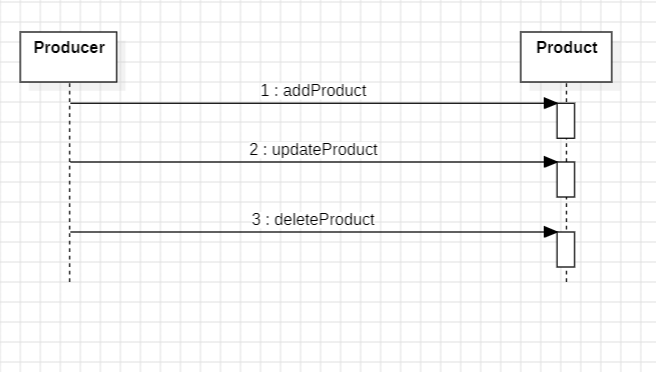 Producer
Product
1 : addProduct
2 : updateProduct
3 : deleteProduct